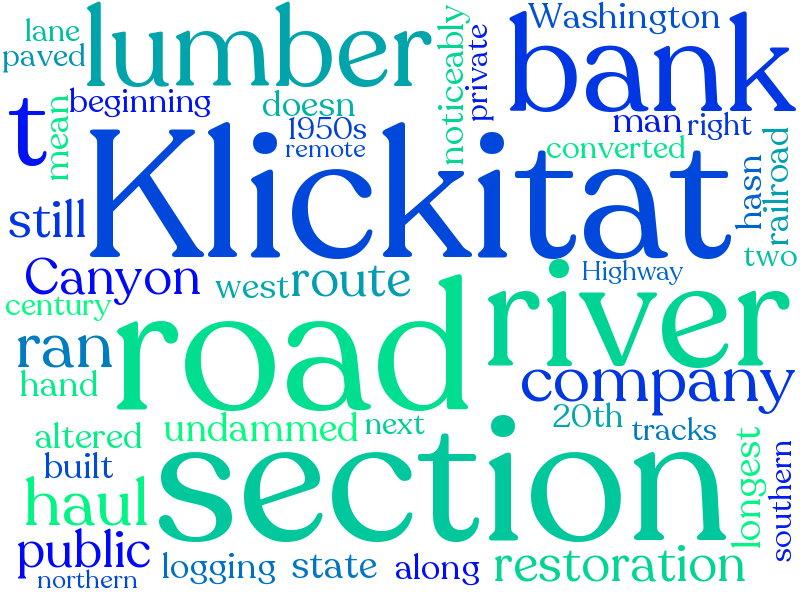 lane
lumber
noticeably
private
Washington
paved
bank
beginning
doesn
t
mean
1950s
man
right
remote
converted
Klickitat
hasn
railroad
still
two
Canyon
west
route
Highway
century
road
river
ran
hand
company
20th
altered
undammed
next
tracks
built
section
longest
southern
haul
public
logging
state
along
restoration
northern